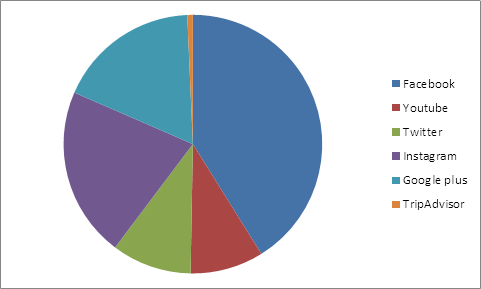 Facebook
Youtube
Twitter
Instagram
Google plus
TripAdvisor